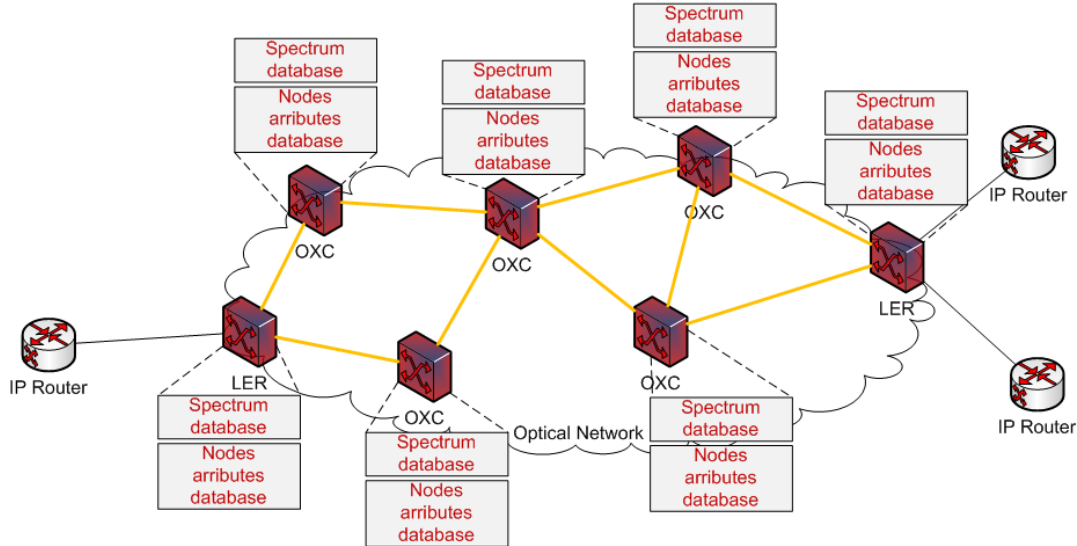 Spectrum
database
Nodes
arributes
database
OXC
Spectrum
database
Nodes
arributes
database
OXC
Spectrum
database
Nodes
arributes
database
OXC
Spectrum
database
Nodes
arributes
database
LER
IP Router
IP Router
IP Router
LER
Spectrum
database
Nodes
arributes
database
OXC
Spectrum
database
Nodes
arributes
database
Optical Network
OXC
Spectrum
database
Nodes
arributes
database